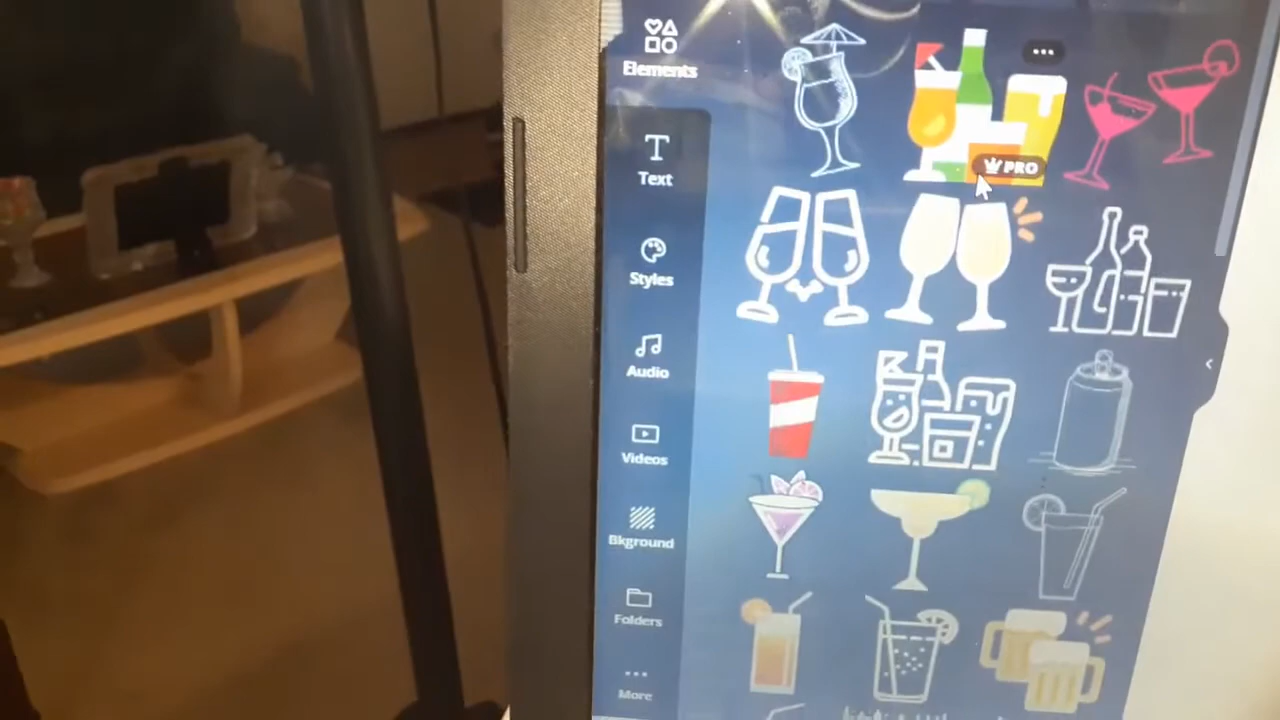 Elements
PRO
Text
Styles
Audio
Videos
Bkground
Folders
More